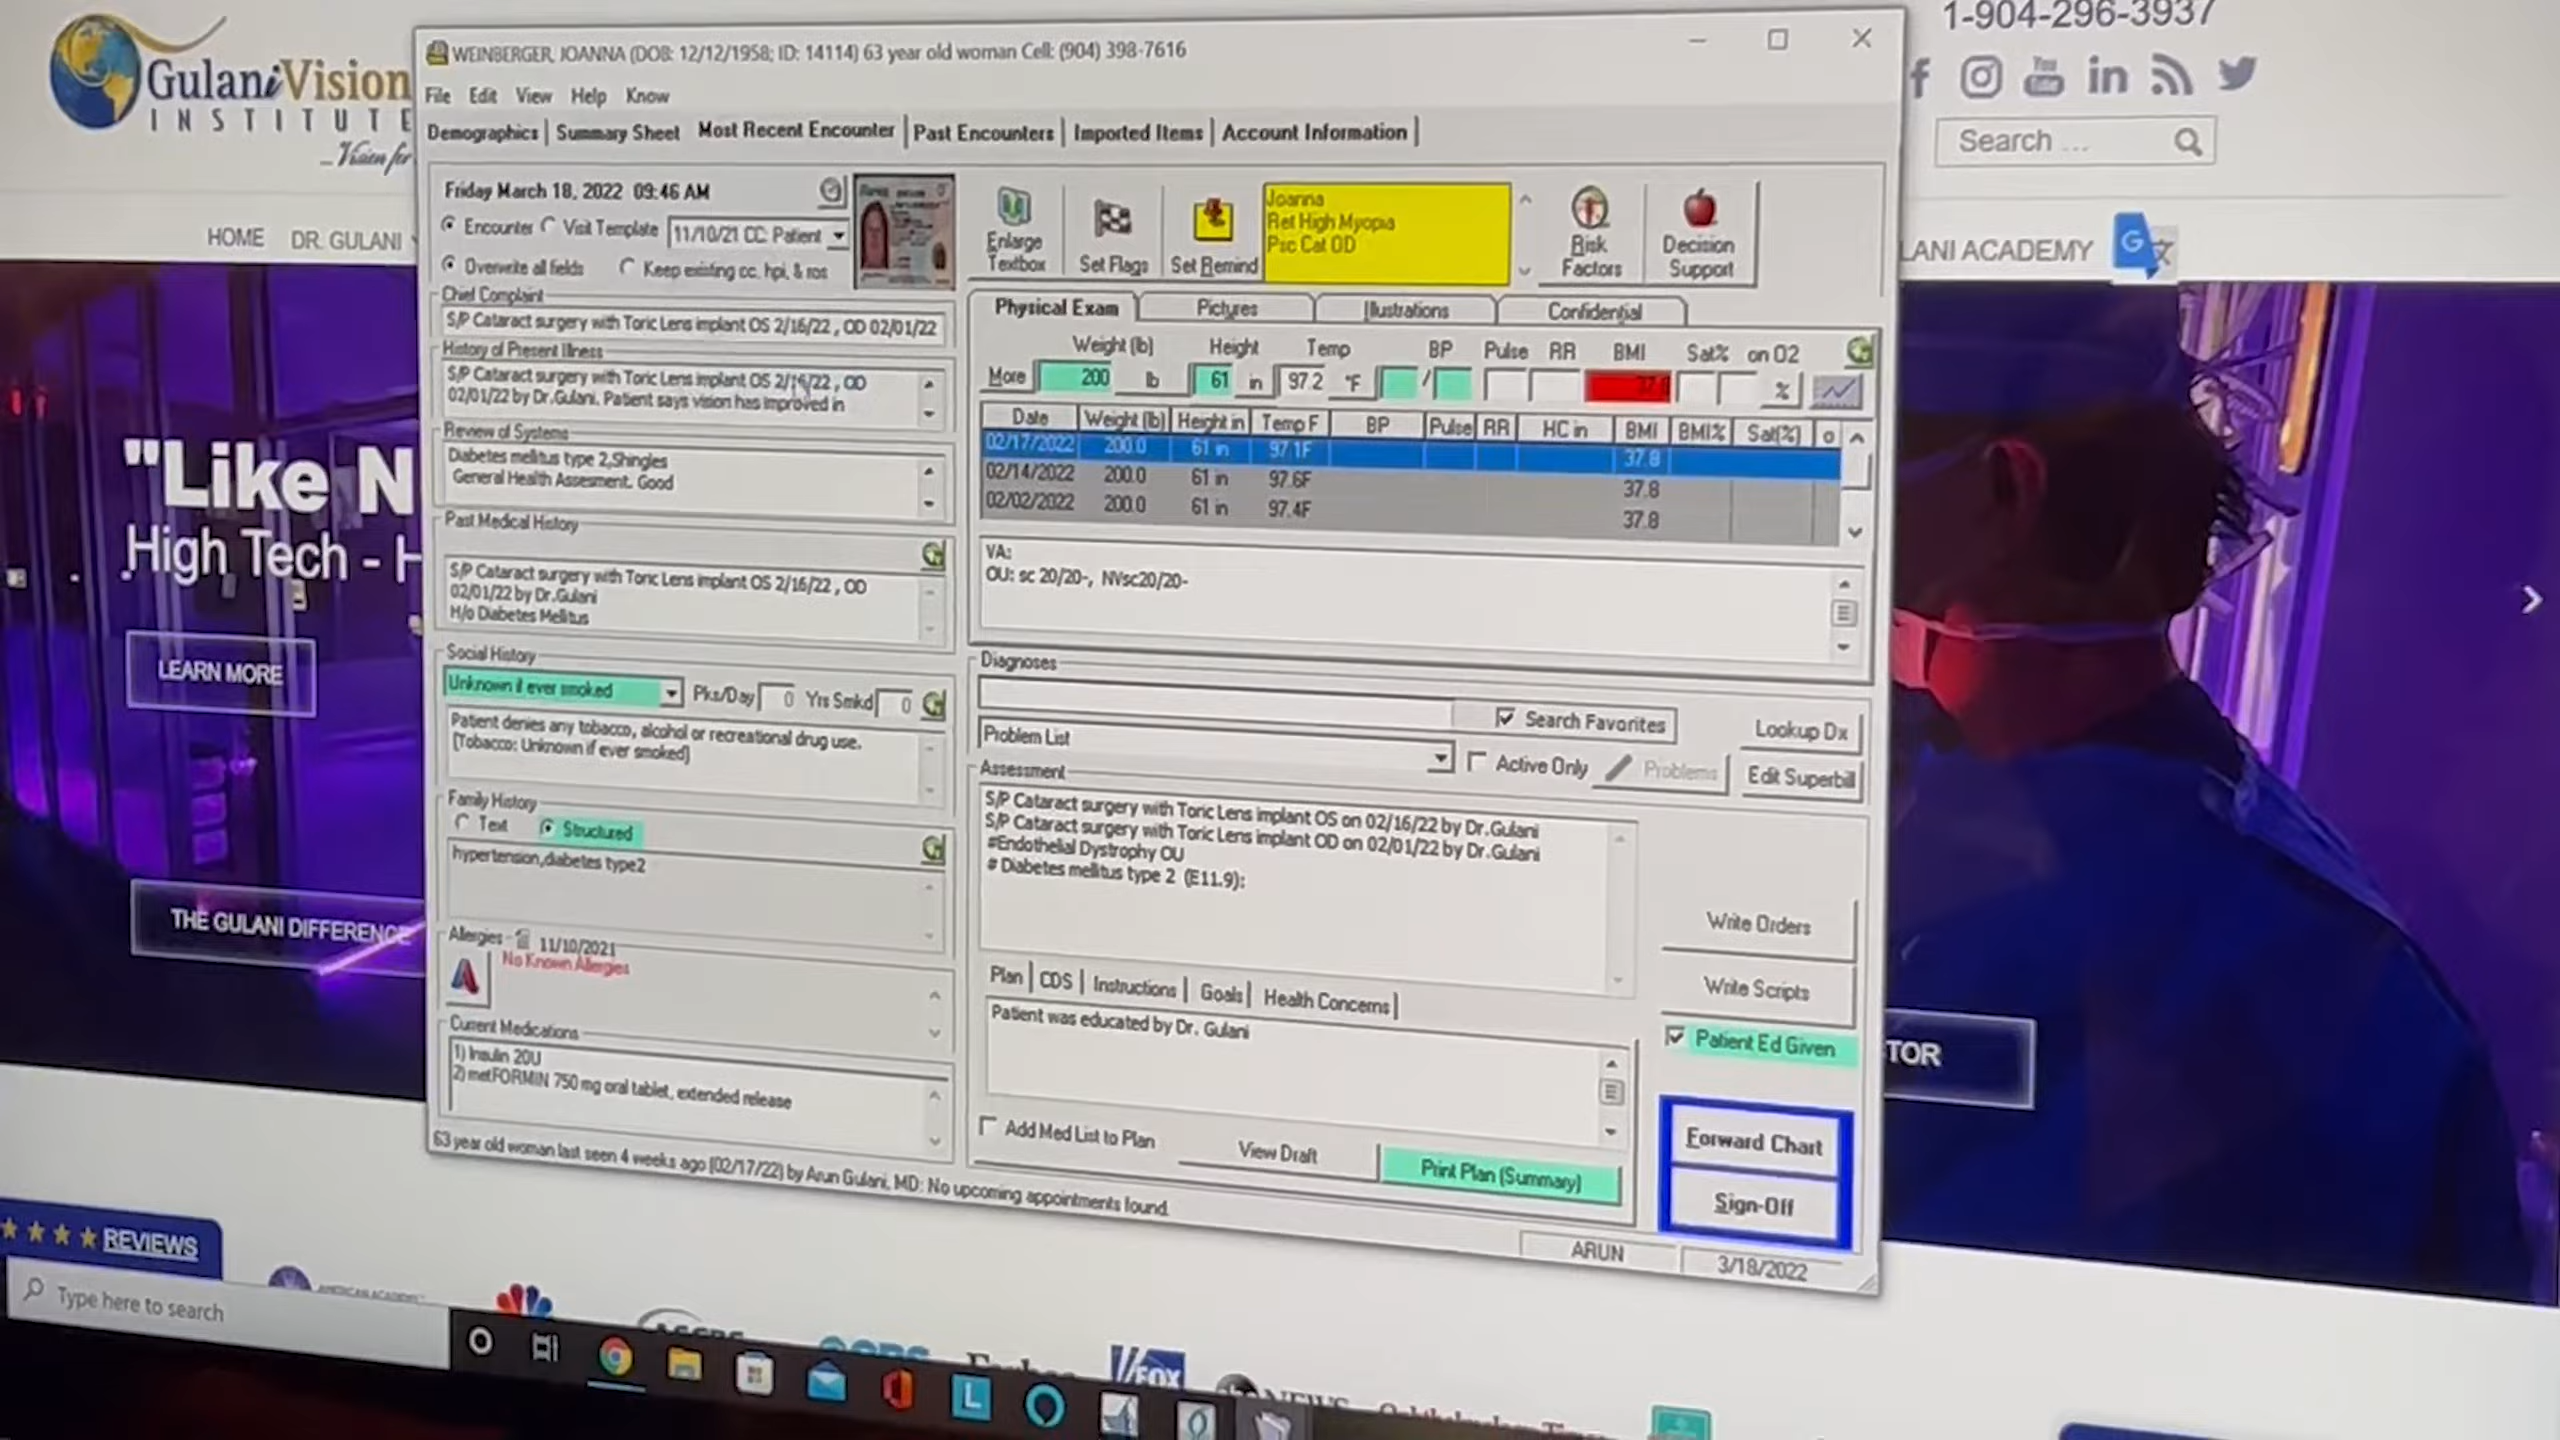 1-904-296-3937
GulaniVision
INSTITUTE
Search ...
HOME
DR. GULANI
LANI ACADEMY
"Like N
High Tech - H
LEARN MORE
THE GULANI DIFFERENCE
TOR
REVIEWS
WEINBERGER, JOANNA (DOB: 12/12/1958; ID: 14114) 63 year old woman Cell: (904) 398-7616
File Edit View Help Know
Demographics Summary Sheet Most Recent Encounter Past Encounters Imported Items Account Information
Friday March 18, 2022 09:46 AM
Encounter Visit Template 11/10/21 CC: Patient
Overwrite all fields Keep existing cc, hpi, & ros
Chief Complaint
S/P Cataract surgery with Toric Lens implant OS 2/16/22 , OD 02/01/22
History of Present Illness
S/P Cataract surgery with Toric Lens implant OS 2/16/22 , OD
02/01/22 by Dr.Gulani. Patient says vision has improved in
Review of Systems
Diabetes mellitus type 2,Shingles
General Health Assesment. Good
Past Medical History
S/P Cataract surgery with Toric Lens implant OS 2/16/22 , OD
02/01/22 by Dr.Gulani
H/o Diabetes Mellitus
Social History
Unknown if ever smoked Pks/Day 0 Yrs Smkd 0
Patient denies any tobacco, alcohol or recreational drug use.
[Tobacco: Unknown if ever smoked]
Family History
Text Structured
hypertension,diabetes type2
Allergies - 11/10/2021
No Known Allergies
Current Medications
1) Insulin 20U
2) metFORMIN 750 mg oral tablet, extended release
63 year old woman last seen 4 weeks ago (02/17/22) by Arun Gulani, MD: No upcoming appointments found.
Enlarge Textbox
Set Flags
Set Remind
Joanna
Ret High Myopia
Psc Cat OD
Risk Factors
Decision Support
Physical Exam Pictures Illustrations Confidential
Weight (lb) Height Temp BP Pulse RR BMI Sat% on O2
More 200 lb 61 in 97.2 °F / %
Date Weight (lb) Height in Temp F BP Pulse RR HC in BMI BMI% Sat(%) o
02/17/2022 200.0 61 in 97.1F 37.8
02/14/2022 200.0 61 in 97.6F 37.8
02/02/2022 200.0 61 in 97.4F 37.8
VA:
OU: sc 20/20-, NVsc20/20-
Diagnoses
Search Favorites Lookup Dx
Problem List Active Only Problems Edit Superbill
Assessment
S/P Cataract surgery with Toric Lens implant OS on 02/16/22 by Dr.Gulani
S/P Cataract surgery with Toric Lens implant OD on 02/01/22 by Dr.Gulani
#Endothelial Dystrophy OU
# Diabetes mellitus type 2 (E11.9):
Write Orders
Write Scripts
Plan CDS Instructions Goals Health Concerns
Patient was educated by Dr. Gulani
Patient Ed Given
Add Med List to Plan View Draft Print Plan (Summary)
Forward Chart
Sign-Off
ARUN 3/18/2022
Type here to search
FOX
NEWS